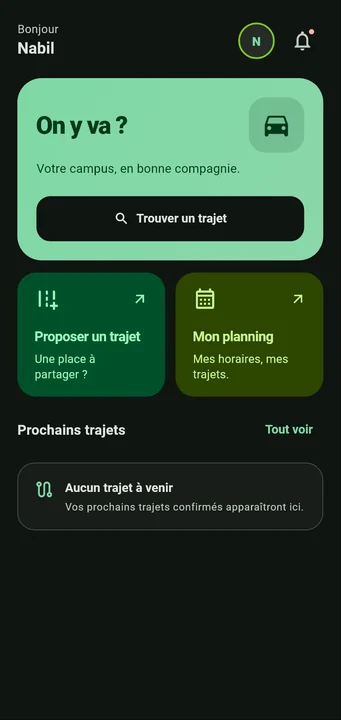 Bonjour
Nabil
N
On y va ?
Votre campus, en bonne compagnie.
Trouver un trajet
Proposer un trajet
Une place à
partager ?
Mon planning
Mes horaires, mes
trajets.
Prochains trajets
Tout voir
Aucun trajet à venir
Vos prochains trajets confirmés apparaîtront ici.